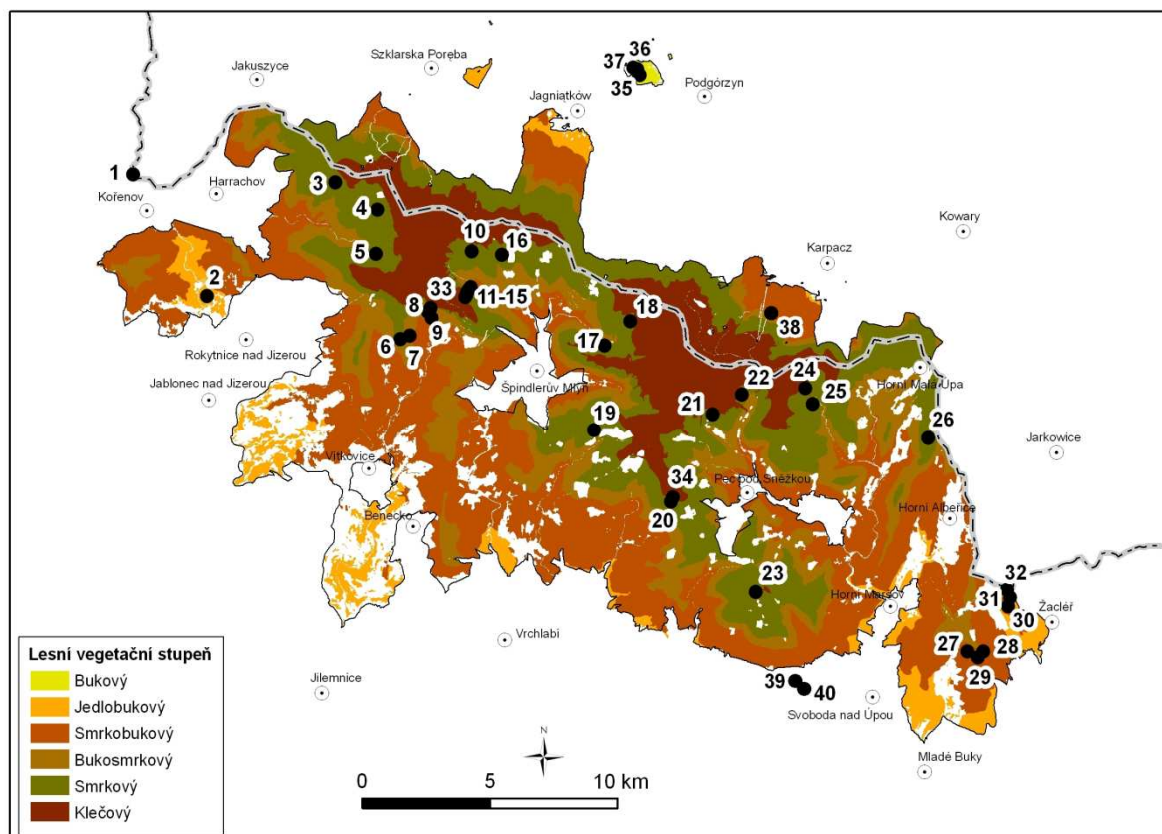 Szklarska Poręba
36
Jakuszyce
37
35
Podgórzyn
Jagniątków
1
3
Kořenov
Harrachov
4
Kowary
10
16
5
Karpacz
2
33
8
11-15
18
38
9
Rokytnice nad Jizerou
6
7
17
Špindlerův Mlýn
Horní Malá Úpa
Jablonec nad Jizerou
24
22
25
21
19
26
Jarkowice
Vítkovice
34
Pec pod Sněžkou
20
Benecko
Horní Albeřice
23
32
31
Horní Maršov
30
Žacléř
Vrchlabí
27
28
29
Lesní vegetační stupeň
Bukový
Jedlobukový
Smrkobukový
Bukosmrkový
Smrkový
Klečový
Jilemnice
39
40
Svoboda nad Úpou
N
Mladé Buky
0 5 10 km